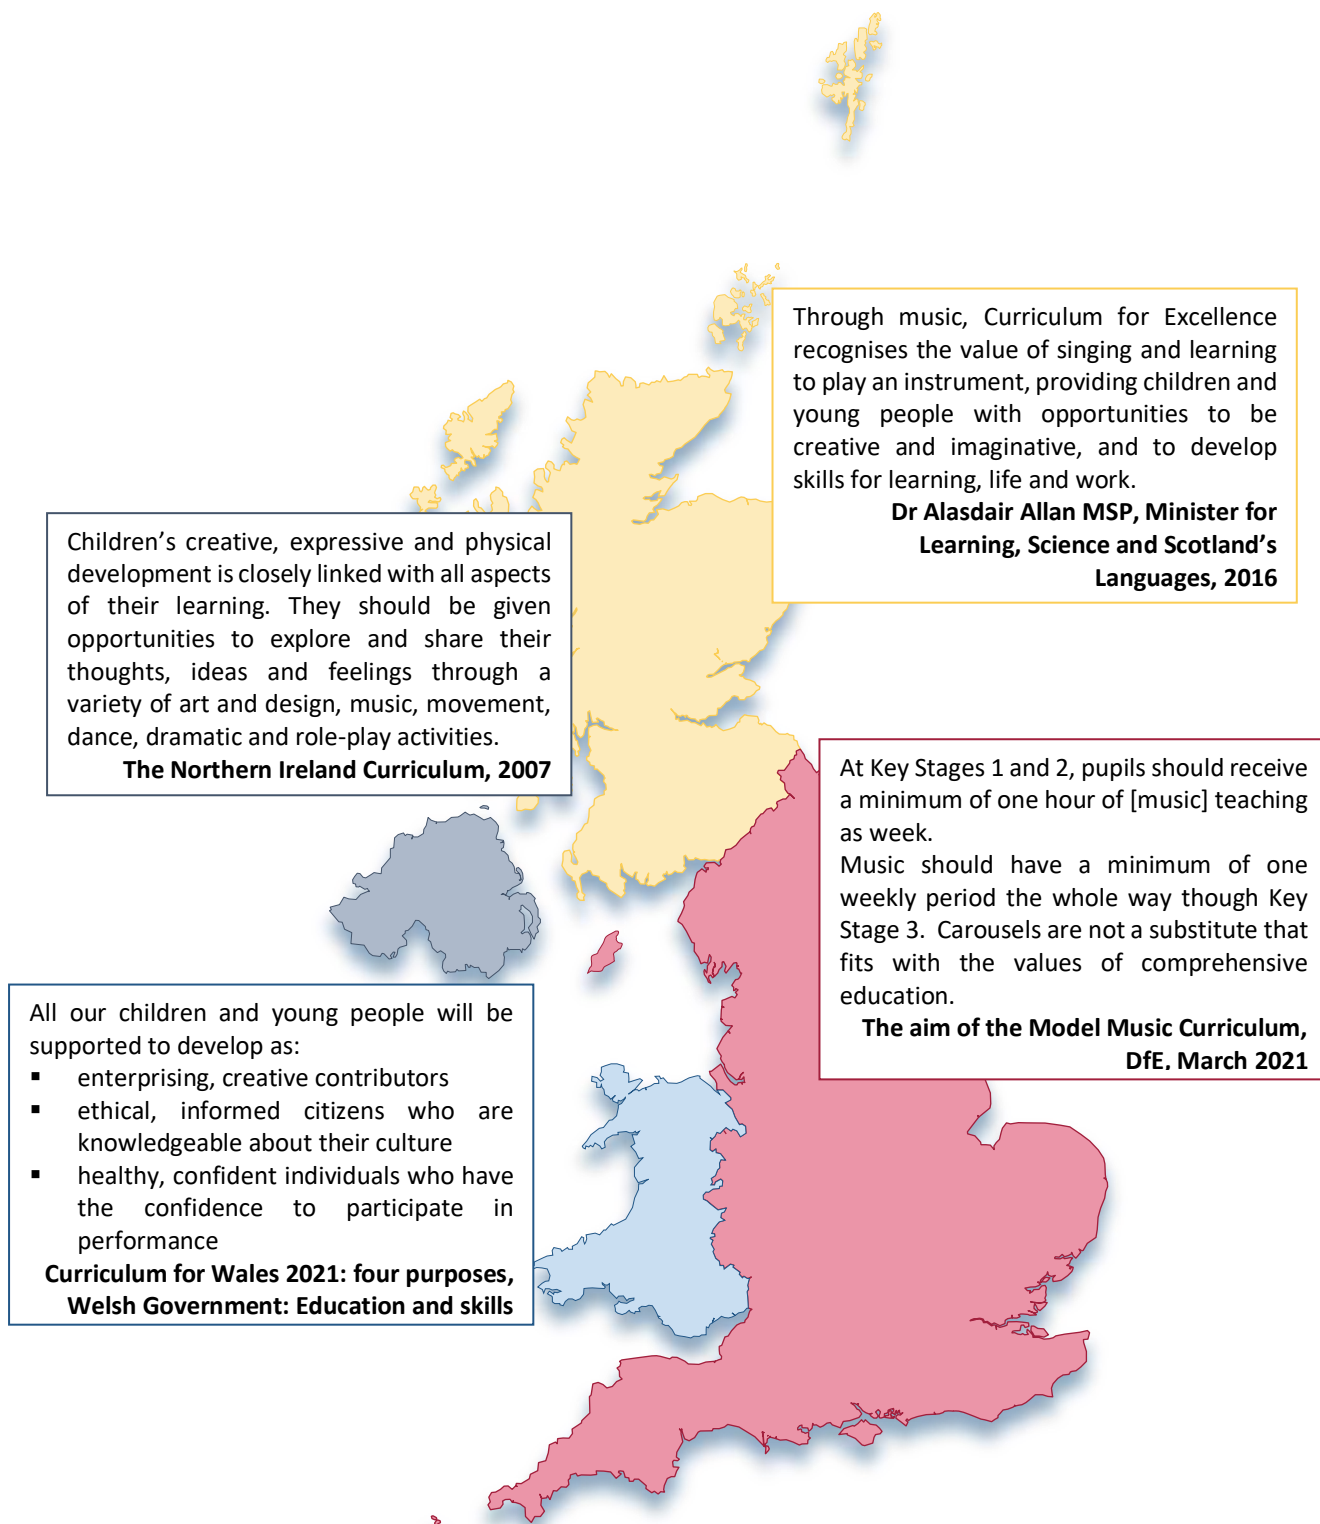 Through music, Curriculum for Excellence
recognises the value of singing and learning
to play an instrument, providing children and
young people with opportunities to be
creative and imaginative, and to develop
skills for learning, life and work.
Dr Alasdair Allan MSP, Minister for
Learning, Science and Scotland’s
Languages, 2016
Children’s creative, expressive and physical
development is closely linked with all aspects
of their learning. They should be given
opportunities to explore and share their
thoughts, ideas and feelings through a
variety of art and design, music, movement,
dance, dramatic and role-play activities.
The Northern Ireland Curriculum, 2007
At Key Stages 1 and 2, pupils should receive
a minimum of one hour of [music] teaching
as week.
Music should have a minimum of one
weekly period the whole way though Key
Stage 3. Carousels are not a substitute that
fits with the values of comprehensive
education.
The aim of the Model Music Curriculum,
DfE, March 2021
All our children and young people will be
supported to develop as:
▪ enterprising, creative contributors
▪ ethical, informed citizens who are
knowledgeable about their culture
▪ healthy, confident individuals who have
the confidence to participate in
performance
Curriculum for Wales 2021: four purposes,
Welsh Government: Education and skills